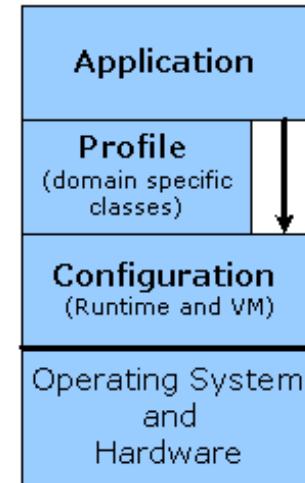 Application
Profile
(domain specific
classes)
Configuration
(Runtime and VM)
Operating System
and
Hardware